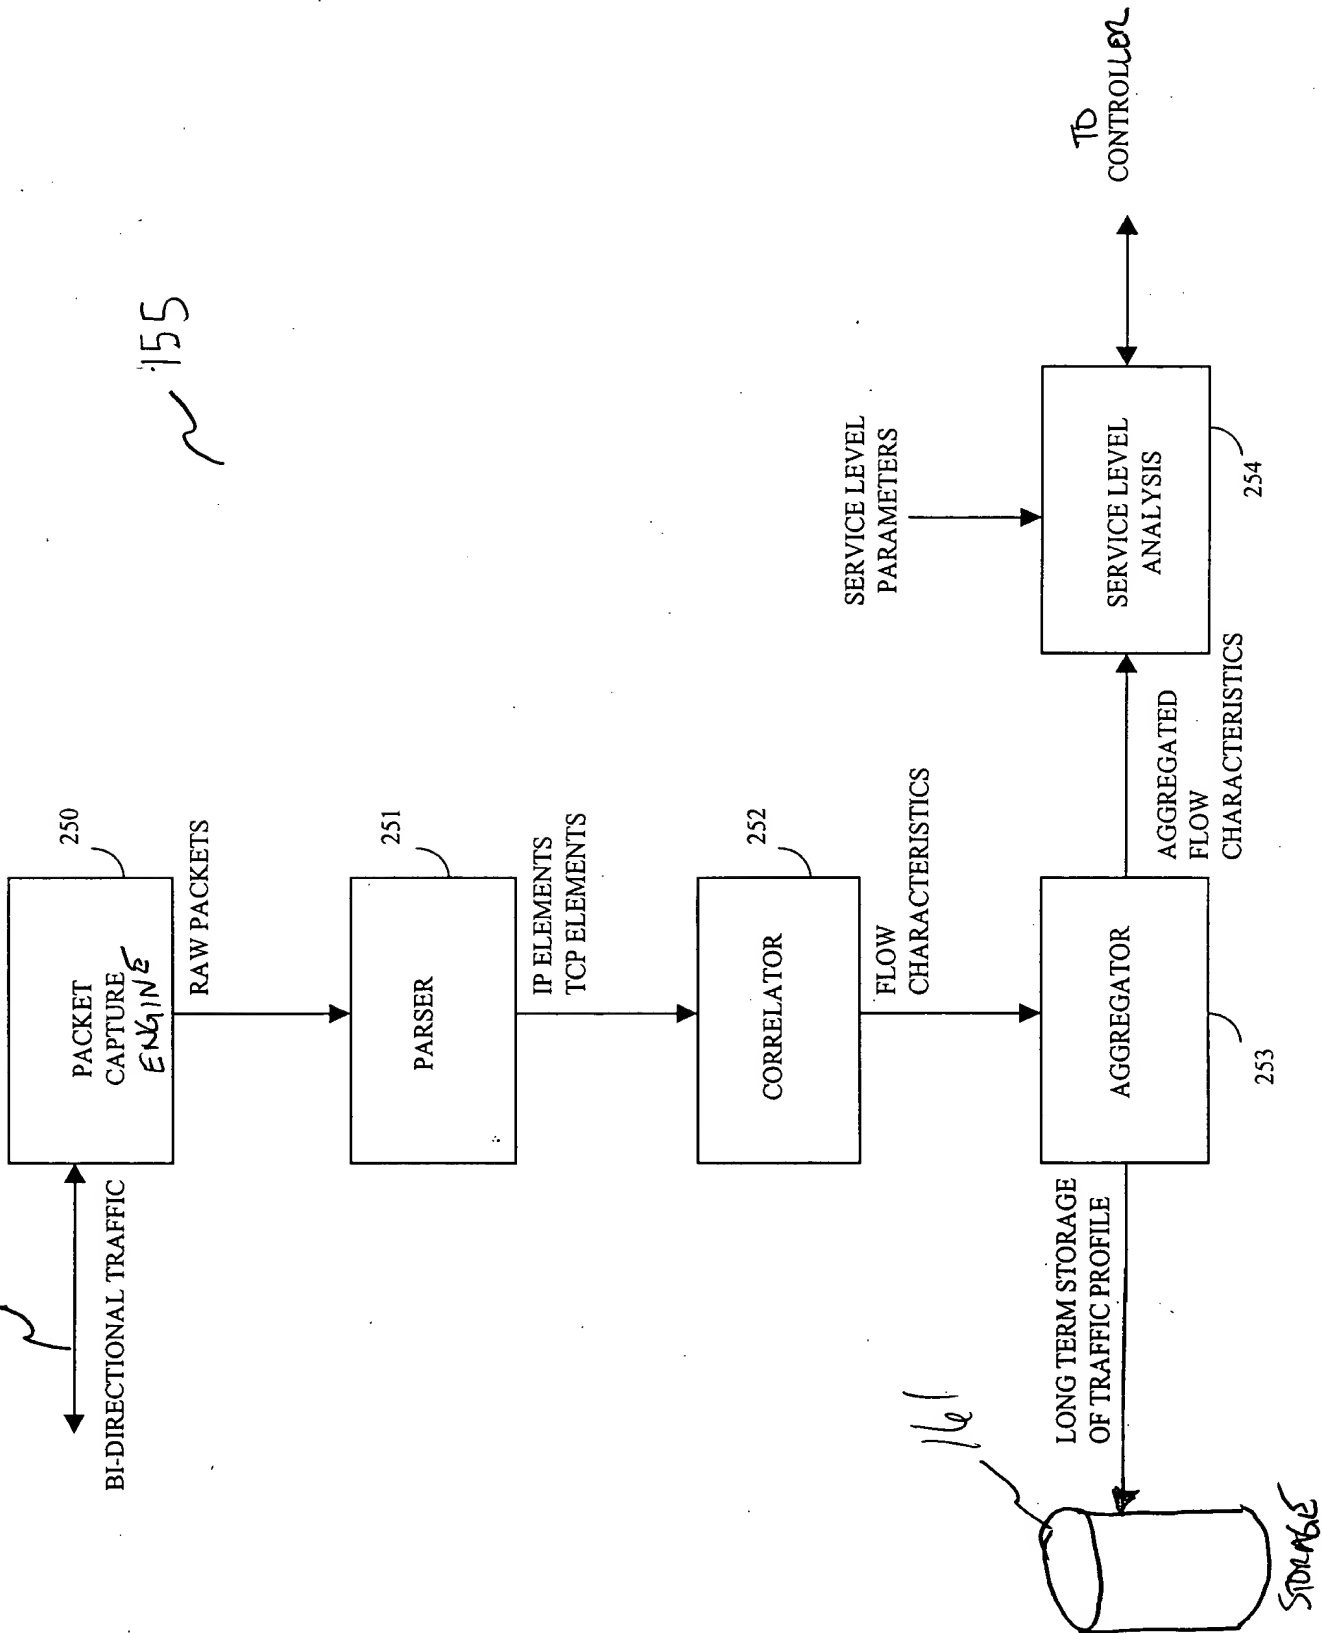 155
BI-DIRECTIONAL TRAFFIC
PACKET
CAPTURE
ENGINE
250
RAW PACKETS
PARSER
251
IP ELEMENTS
TCP ELEMENTS
CORRELATOR
252
FLOW
CHARACTERISTICS
AGGREGATOR
253
LONG TERM STORAGE
OF TRAFFIC PROFILE
161
STORAGE
AGGREGATED
FLOW
CHARACTERISTICS
SERVICE LEVEL
PARAMETERS
SERVICE LEVEL
ANALYSIS
254
TO
CONTROLLER